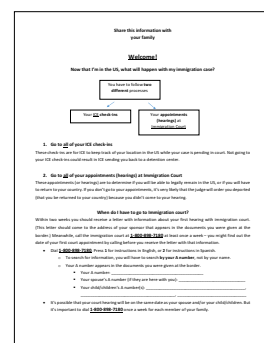 Share this information with
your family
Welcome!
Now that I'm in the US, what will happen with my immigration case?
You have to follow two
different processes
Your ICE check-ins
Your appointments
(hearings) at
Immigration Court
1. Go to all of your ICE check-ins
These check-ins are for ICE to keep track of your location in the US while your case is pending in court. Not going to
your ICE check-ins could result in ICE sending you back to a detention center.
2. Go to all of your appointments (hearings) at Immigration Court
These appointments (or hearings) are to determine if you will be able to legally remain in the US, or if you will have
to return to your country. If you don't go to your appointments, it's very likely that the judge will order you deported
(that you be returned to your country) because you didn't come to your hearing.
When do I have to go to Immigration court?
Within two weeks you should receive a letter with information about your first hearing with immigration court.
(This letter should come to the address of your sponsor that appears in the documents you were given at the
border.) Meanwhile, call the immigration court at 1-800-898-7180 at least once a week – you might find out the
date of your first court appointment by calling before you receive the letter with that information.
• Dial 1-800-898-7180. Press 1 for instructions in English, or 2 for instructions in Spanish.
o To search for information, you will have to search by your A number, not by your name.
o Your A number appears in the documents you were given at the border.
• Your A number:
• Your spouse's A number (if they are here with you):
• Your child/children's A number(s):
• It's possible that your court hearing will be on the same date as your spouse and/or your child/children. But
it's important to dial 1-800-898-7180 once a week for each member of your family.